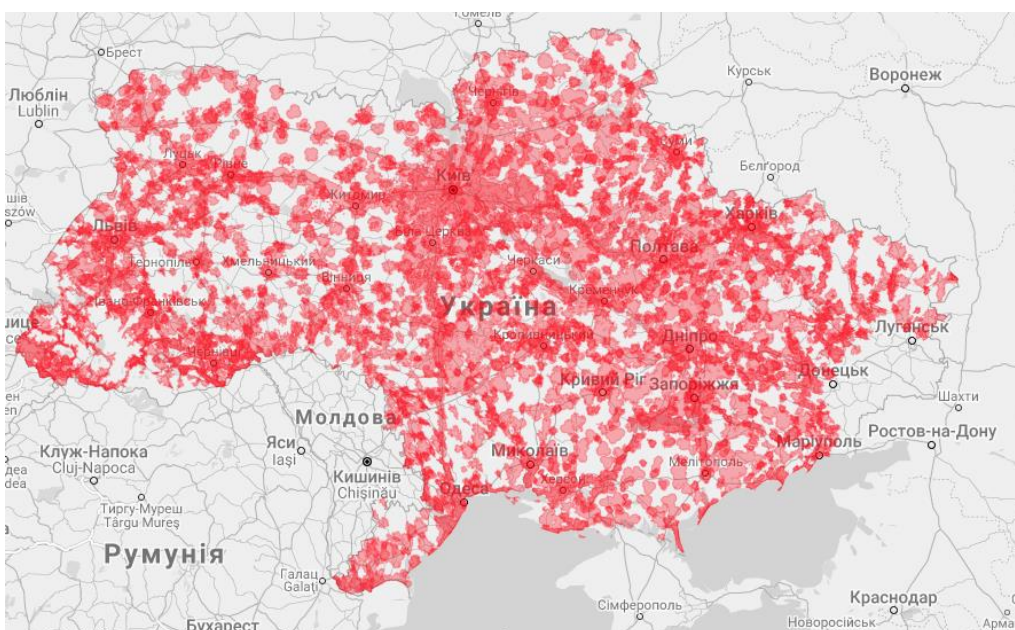 Гомель
Брест
Курськ
Воронеж
Люблін
Lublin
Чернігів
Суми
Луцьк
Рівне
Бєлгород
Київ
Житомир
шів
szów
Львів
Харків
Біла Церква
Полтава
Тернопіль
Хмельницький
Черкаси
Вінниця
Кременчук
Україна
Івано-Франківськ
Луганськ
Кропивницький
Дніпро
Чернівці
Донецьк
Кривий Ріг
Запоріжжя
Шахти
Молдова
Ростов-на-Дону
Маріуполь
Яси
Iași
Клуж-Напока
Cluj-Napoca
Миколаїв
Мелітополь
Кишинів
Chișinău
Херсон
Одеса
Тиргу-Муреш
Târgu Mureș
Румунія
Галац
Galați
Сімферополь
Краснодар
Новоросійськ
Бухарест